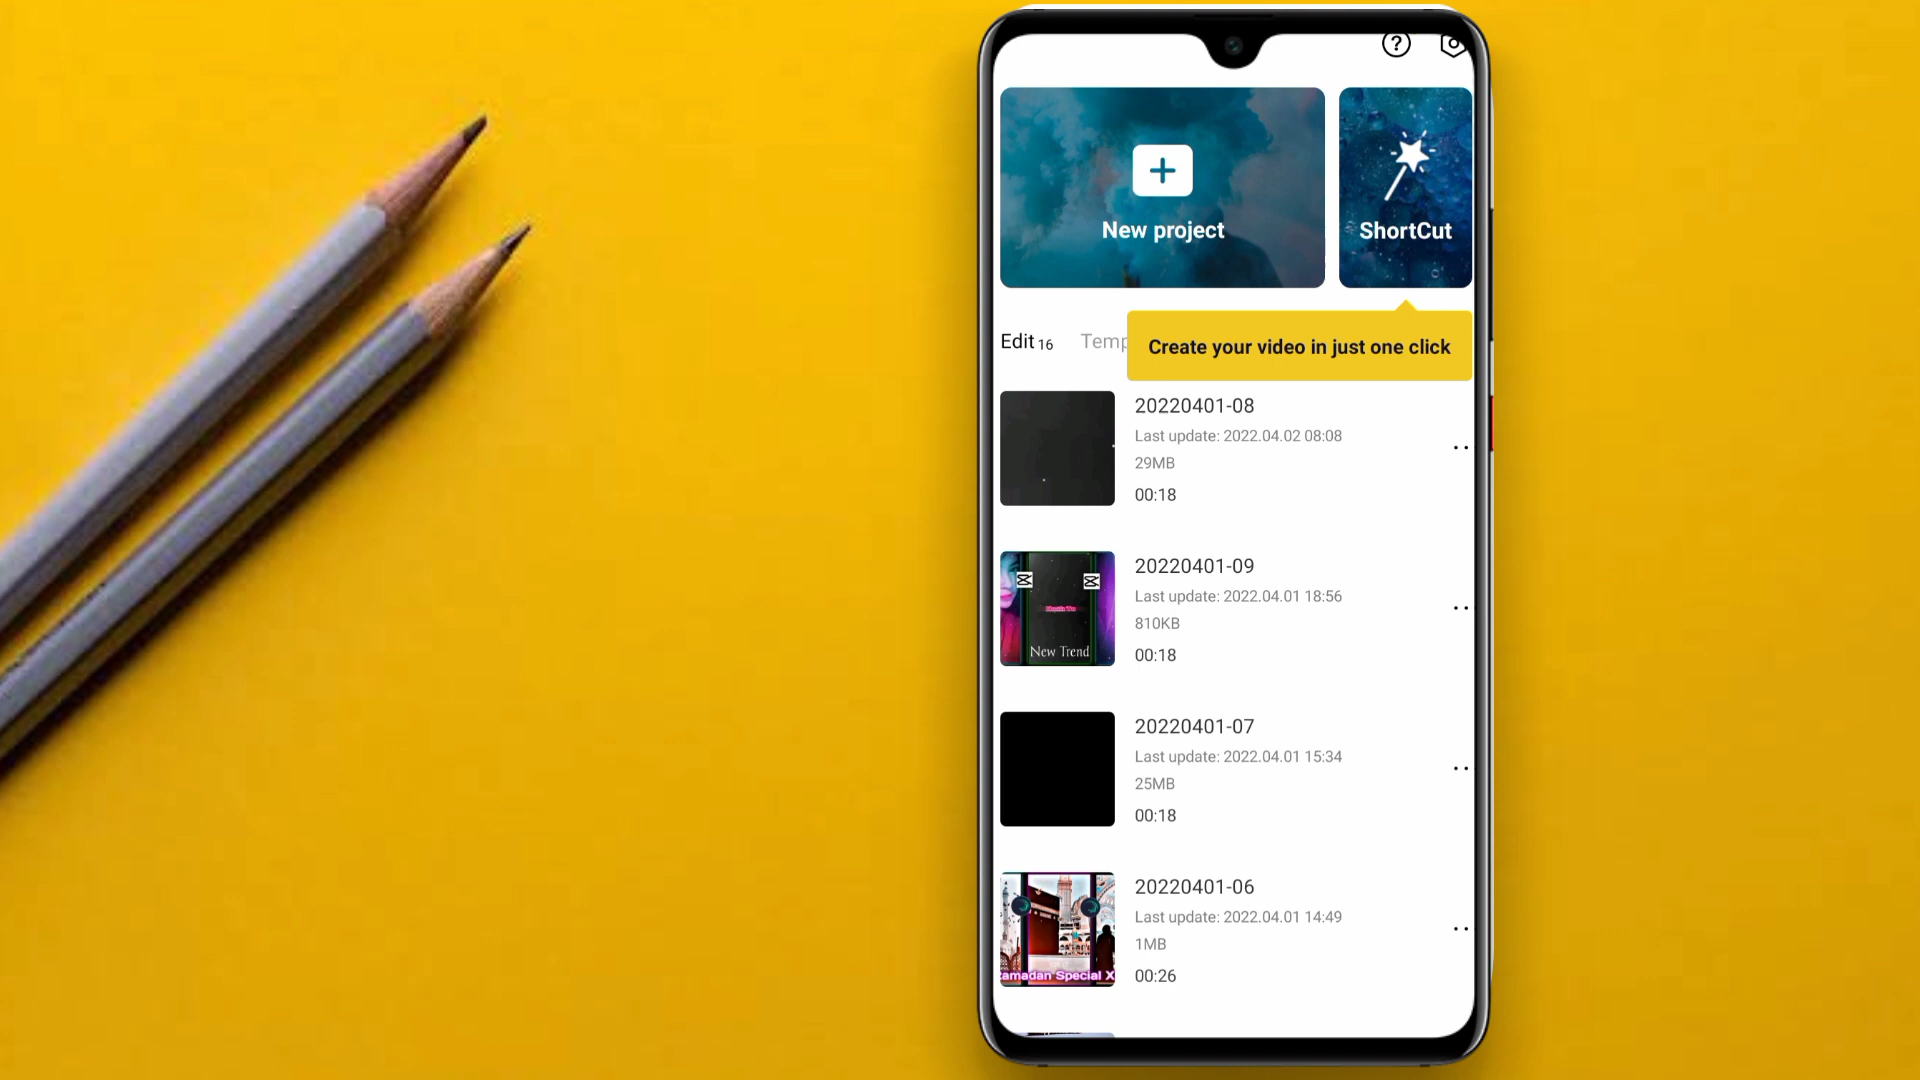 New project
ShortCut
Edit 16
Temp
Create your video in just one click
20220401-08
Last update: 2022.04.02 08:08
29MB
00:18
New Trend
20220401-09
Last update: 2022.04.01 18:56
810KB
00:18
20220401-07
Last update: 2022.04.01 15:34
25MB
00:18
amadan Special X
20220401-06
Last update: 2022.04.01 14:49
1MB
00:26